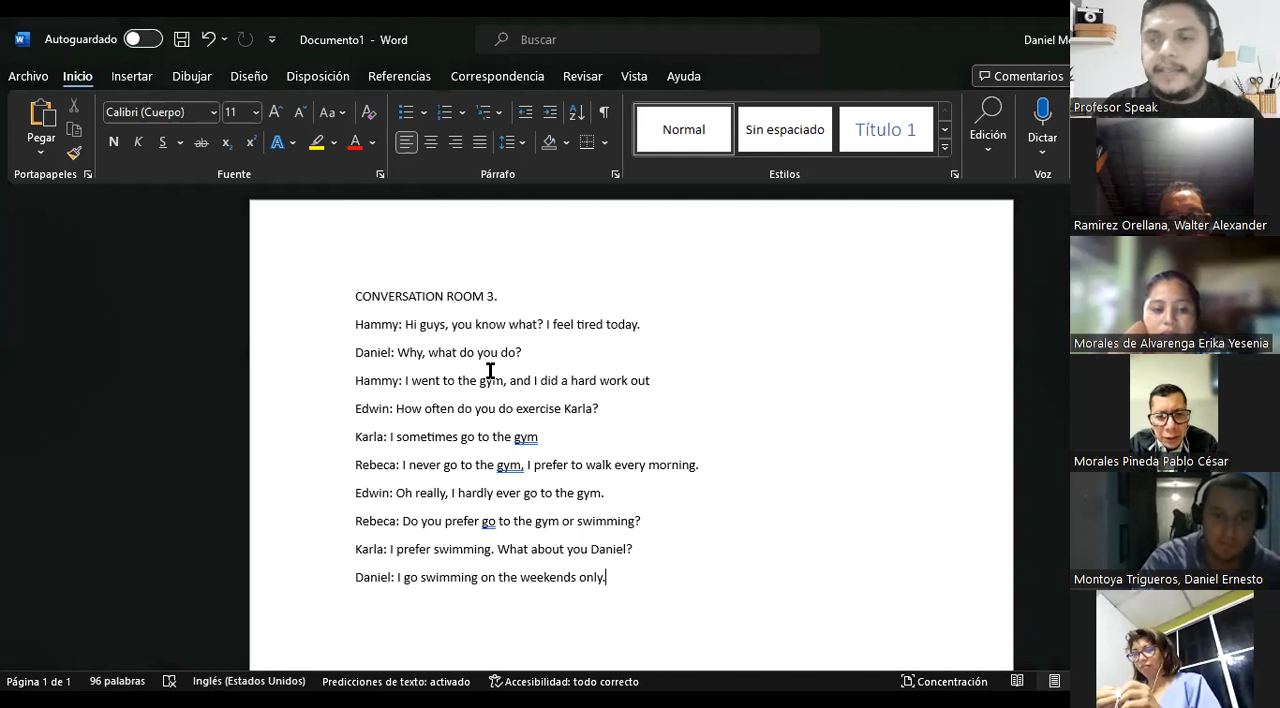 Autoguardado
Documento1 - Word
Buscar
Daniel Mo
Archivo Inicio Insertar Dibujar Diseño Disposición Referencias Correspondencia Revisar Vista Ayuda
Comentarios
Profesor Speak
Pegar
Calibri (Cuerpo) 11
Aa
N K S ab x₂ x² A A
Normal
Sin espaciado
Título 1
Edición
Dictar
Portapapeles Fuente Párrafo Estilos Voz
Ramirez Orellana, Walter Alexander
CONVERSATION ROOM 3.
Hammy: Hi guys, you know what? I feel tired today.
Morales de Alvarenga Erika Yesenia
Daniel: Why, what do you do?
Hammy: I went to the gym, and I did a hard work out
Edwin: How often do you do exercise Karla?
Karla: I sometimes go to the gym
Morales Pineda Pablo César
Rebeca: I never go to the gym, I prefer to walk every morning.
Edwin: Oh really, I hardly ever go to the gym.
Rebeca: Do you prefer go to the gym or swimming?
Karla: I prefer swimming. What about you Daniel?
Daniel: I go swimming on the weekends only.
Montoya Trigueros, Daniel Ernesto
Página 1 de 1 96 palabras Inglés (Estados Unidos) Predicciones de texto: activado Accesibilidad: todo correcto Concentración